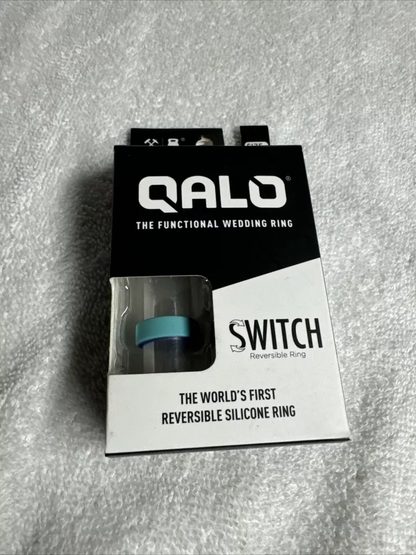 QALO®
THE FUNCTIONAL WEDDING RING
SWITCH
Reversible Ring
THE WORLD'S FIRST
REVERSIBLE SILICONE RING